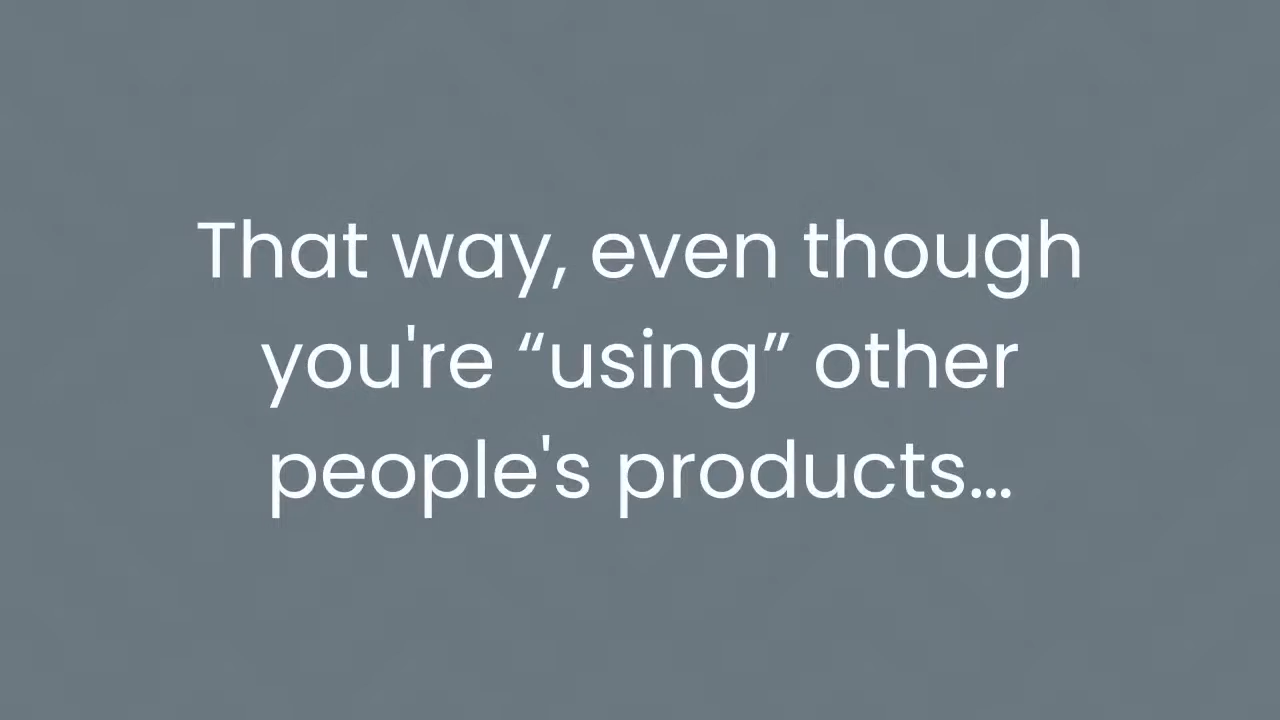 That way, even though
you're “using” other
people's products...